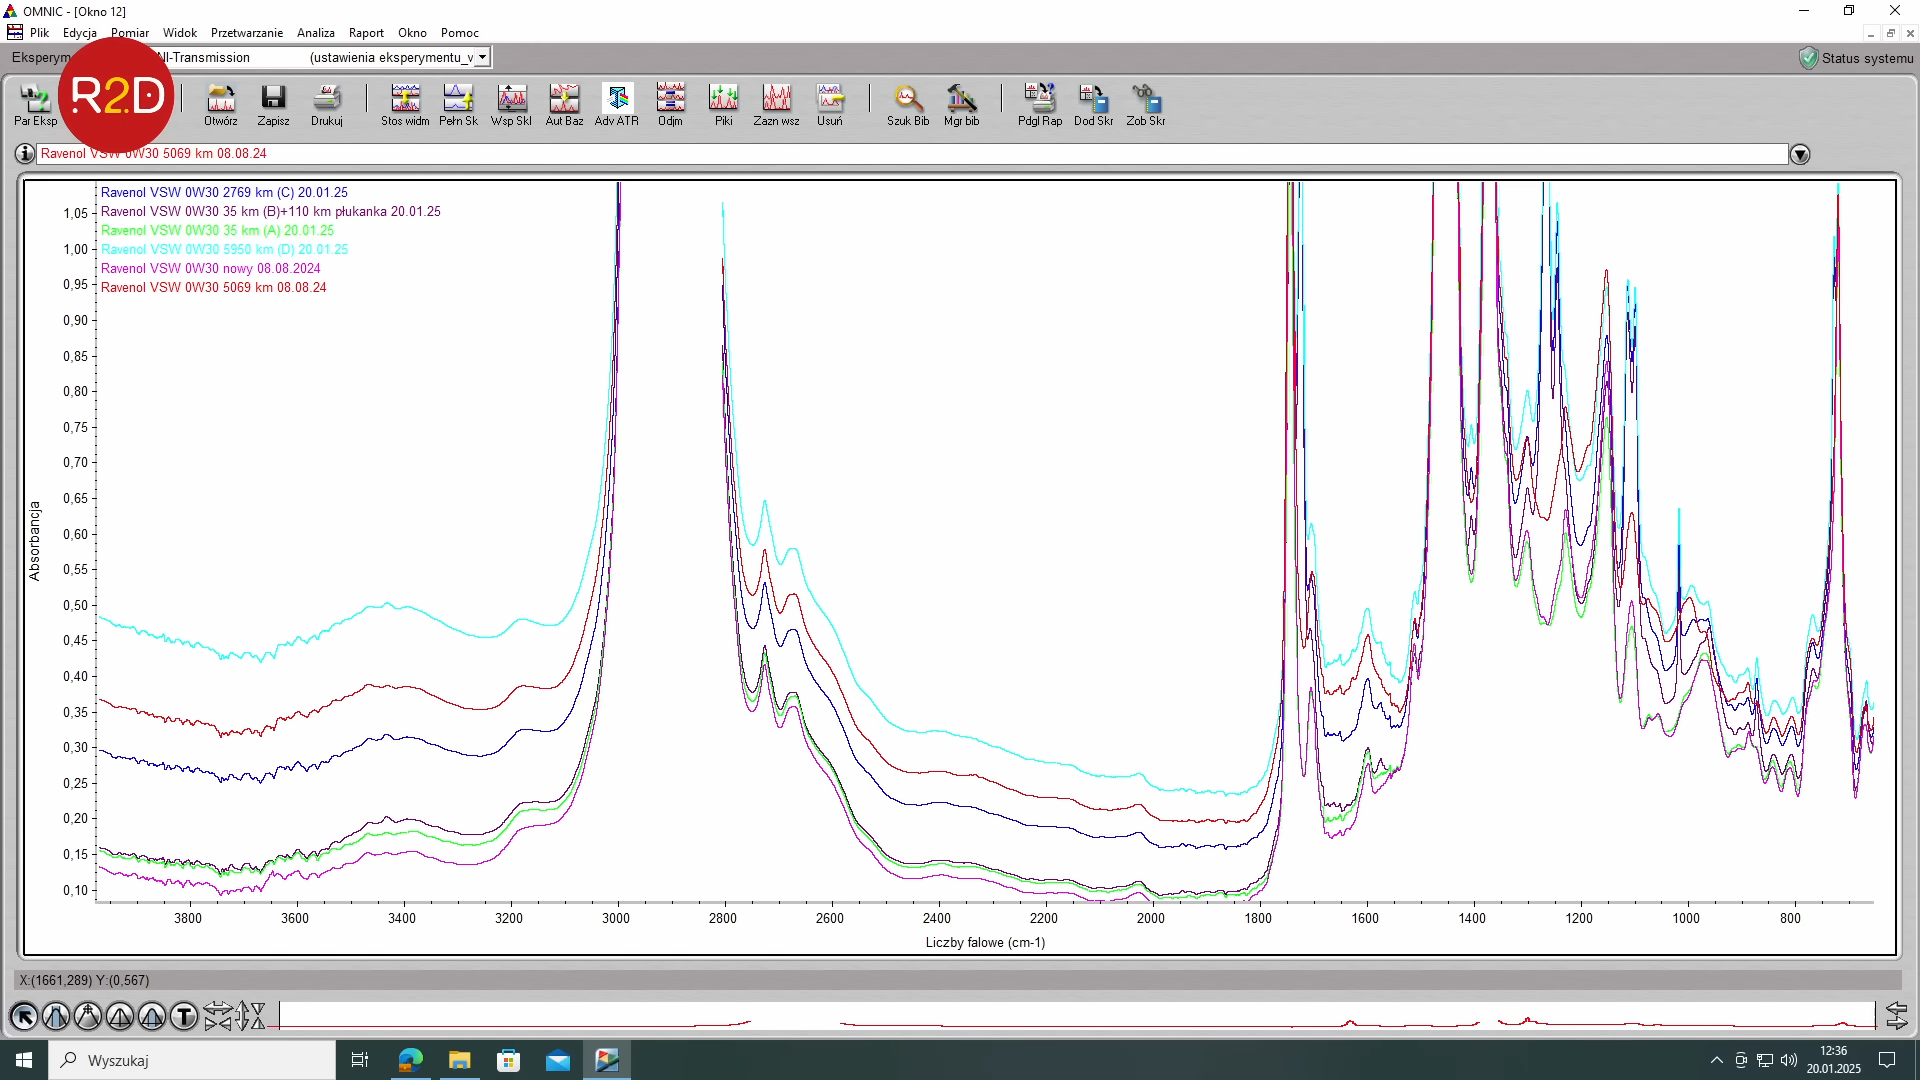 OMNIC - [Okno 12]
Plik Edycja Pomiar Widok Przetwarzanie Analiza Raport Okno Pomoc
Eksperym NI-Transmission (ustawienia eksperymentu_v Status systemu
R2D
Par Eksp Otwórz Zapisz Drukuj Stos widm Pełn Sk Wsp Skl Aut Baz Adv ATR Odjm Piki Zazn wsz Usuń Szuk Bib Mgr bib Pdgl Rap Dod Skr Zob Skr
Ravenol VSW 0W30 5069 km 08.08.24
Ravenol VSW 0W30 2769 km (C) 20.01.25
Ravenol VSW 0W30 35 km (B)+110 km płukanka 20.01.25
Ravenol VSW 0W30 35 km (A) 20.01.25
Ravenol VSW 0W30 5950 km (D) 20.01.25
Ravenol VSW 0W30 nowy 08.08.2024
Ravenol VSW 0W30 5069 km 08.08.24
1,05
1,00
0,95
0,90
0,85
0,80
0,75
0,70
0,65
0,60
0,55
0,50
0,45
0,40
0,35
0,30
0,25
0,20
0,15
0,10
Absorbancja
3800 3600 3400 3200 3000 2800 2600 2400 2200 2000 1800 1600 1400 1200 1000 800
Liczby falowe (cm-1)
X:(1661,289) Y:(0,567)
T
Wyszukaj
12:36
20.01.2025